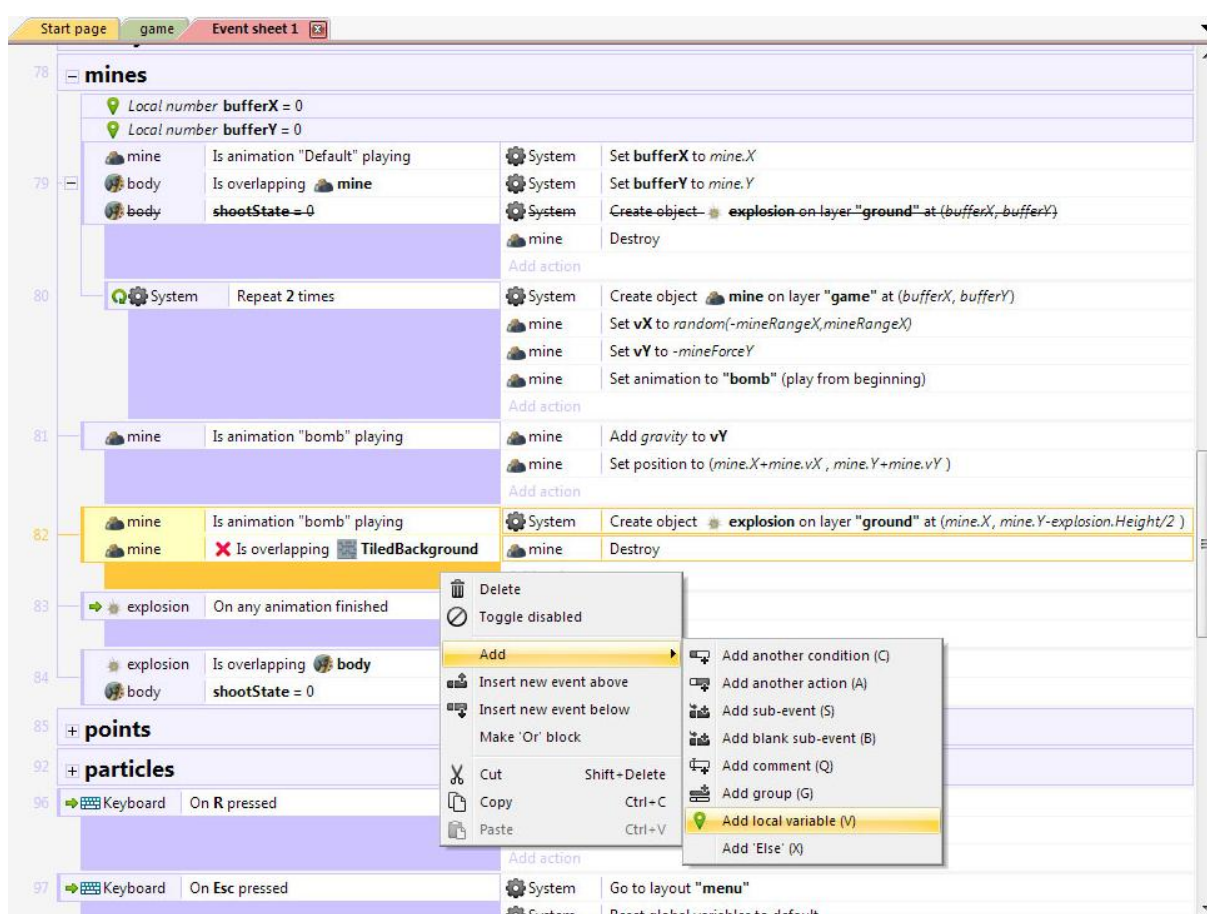 Start page game Event sheet 1
78 mines
Local number bufferX = 0
Local number bufferY = 0
mine Is animation "Default" playing System Set bufferX to mine.X
79 body Is overlapping mine System Set bufferY to mine.Y
body shootState = 0 System Create object explosion on layer "ground" at (bufferX, bufferY)
mine Destroy
Add action
80 System Repeat 2 times System Create object mine on layer "game" at (bufferX, bufferY)
mine Set vX to random(-mineRangeX,mineRangeX)
mine Set vY to -mineForceY
mine Set animation to "bomb" (play from beginning)
Add action
81 mine Is animation "bomb" playing mine Add gravity to vY
mine Set position to (mine.X+mine.vX , mine.Y+mine.vY )
Add action
82 mine Is animation "bomb" playing System Create object explosion on layer "ground" at (mine.X, mine.Y-explosion.Height/2 )
mine Is overlapping TiledBackground mine Destroy
83 explosion On any animation finished
explosion Is overlapping body
84 body shootState = 0
85 points
92 particles
96 Keyboard On R pressed
Add action
97 Keyboard On Esc pressed System Go to layout "menu"
System Reset global variables to default
Delete
Toggle disabled
Add
Insert new event above
Insert new event below
Make 'Or' block
Cut Shift+Delete
Copy Ctrl+C
Paste Ctrl+V
Add another condition (C)
Add another action (A)
Add sub-event (S)
Add blank sub-event (B)
Add comment (Q)
Add group (G)
Add local variable (V)
Add 'Else' (X)